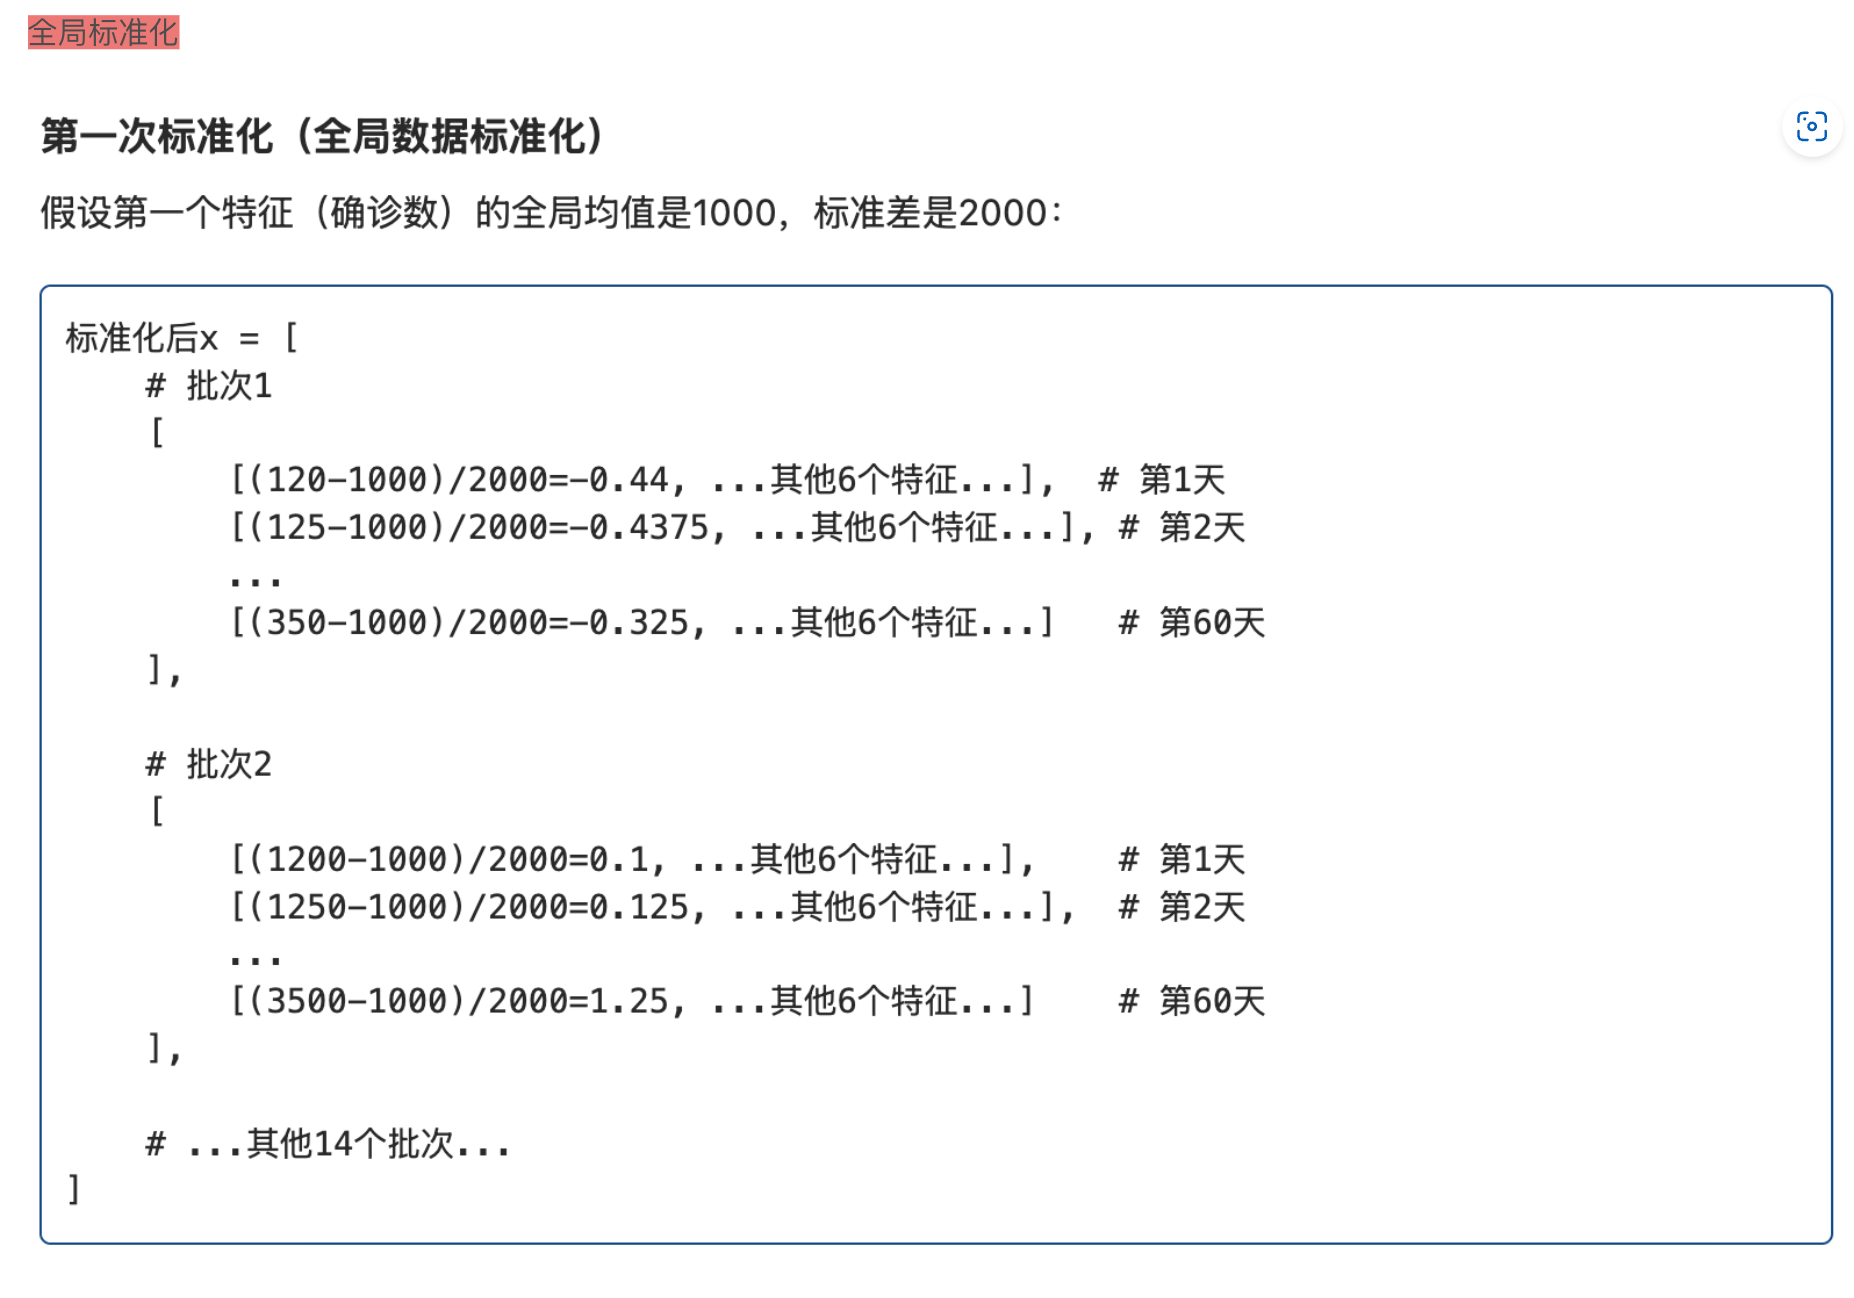 全局标准化
第一次标准化（全局数据标准化）
假设第一个特征（确诊数）的全局均值是1000，标准差是2000：
标准化后x = [
# 批次1
[
[(120-1000)/2000=-0.44, ...其他6个特征...],  # 第1天
[(125-1000)/2000=-0.4375, ...其他6个特征...], # 第2天
...
[(350-1000)/2000=-0.325, ...其他6个特征...]   # 第60天
],
# 批次2
[
[(1200-1000)/2000=0.1, ...其他6个特征...],    # 第1天
[(1250-1000)/2000=0.125, ...其他6个特征...],  # 第2天
...
[(3500-1000)/2000=1.25, ...其他6个特征...]    # 第60天
],
# ...其他14个批次...
]